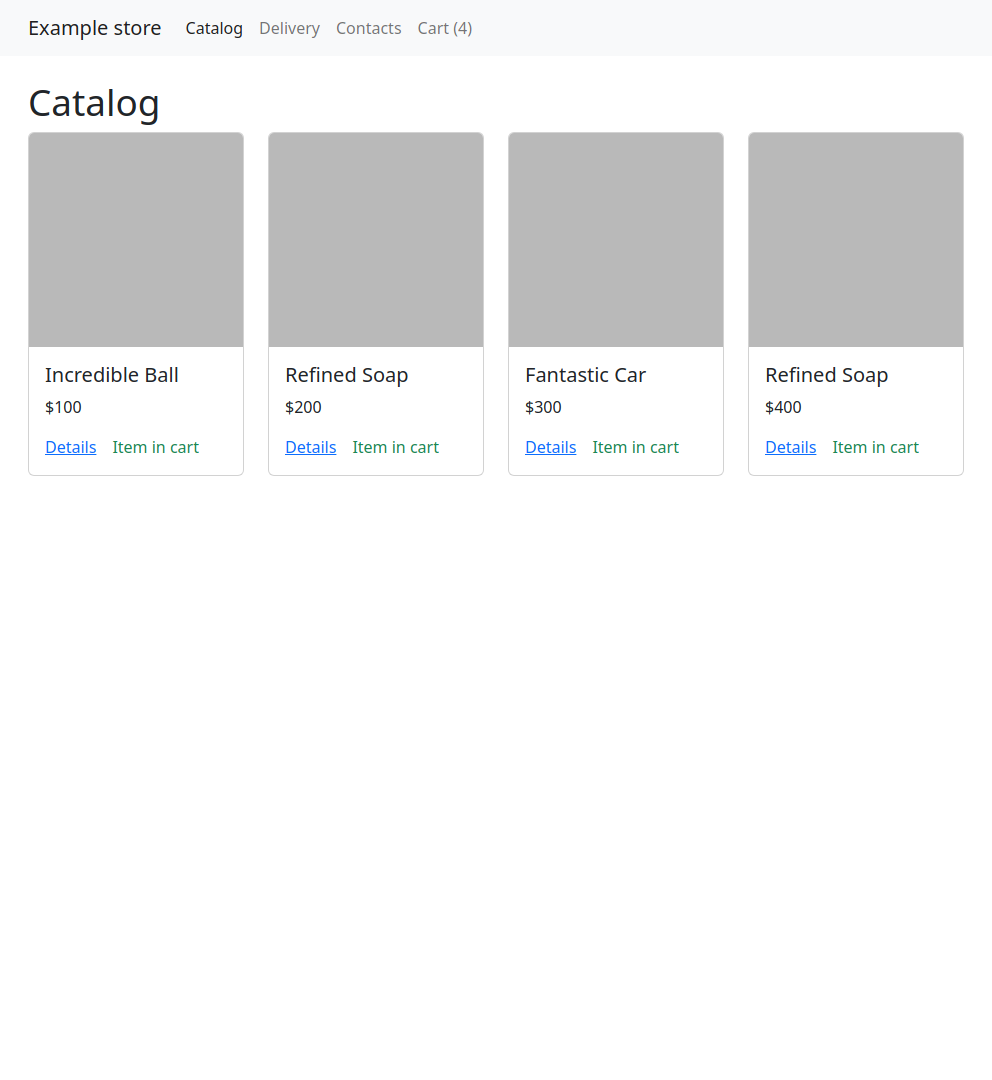 Example store Catalog Delivery Contacts Cart (4)
Catalog
Incredible Ball
$100
Details Item in cart
Refined Soap
$200
Details Item in cart
Fantastic Car
$300
Details Item in cart
Refined Soap
$400
Details Item in cart